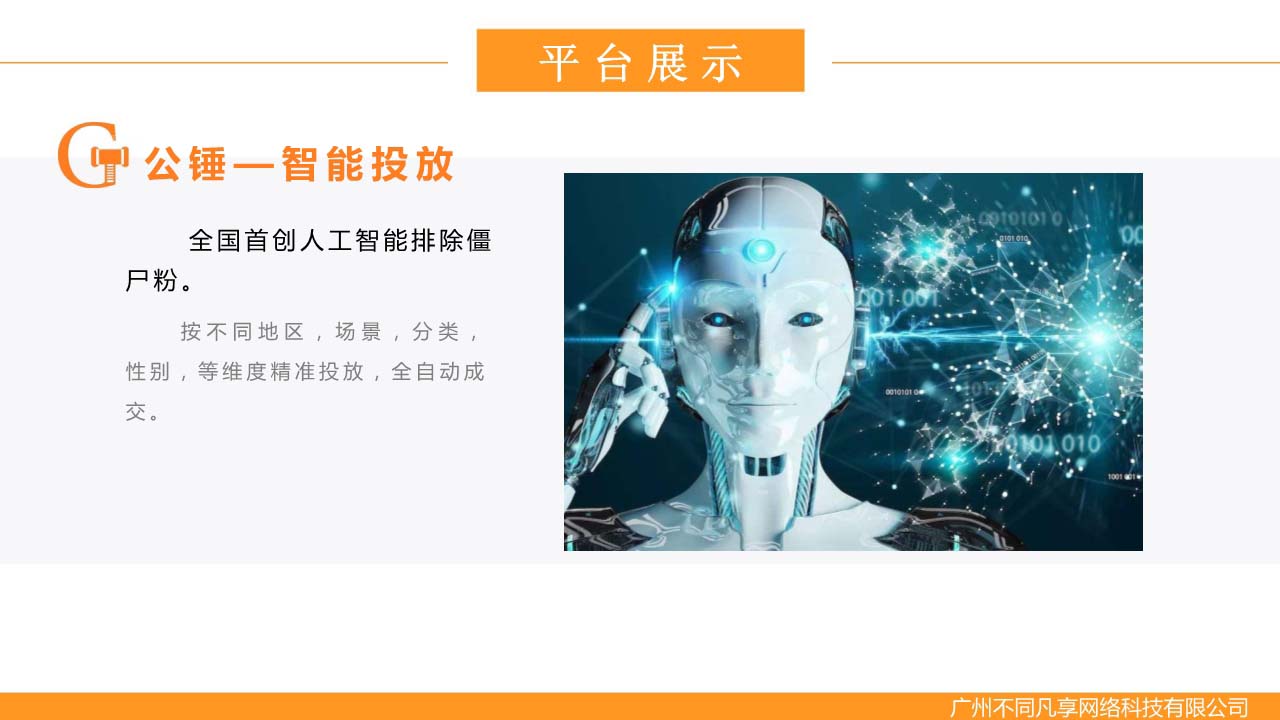 平台展示
公锤—智能投放
全国首创人工智能排除僵
尸粉。
按不同地区，场景，分类，
性别，等维度精准投放，全自动成
交。
0010101 0
0101 010
00
001 001
0010101 0
0101 010
1001 001
广州不同凡享网络科技有限公司